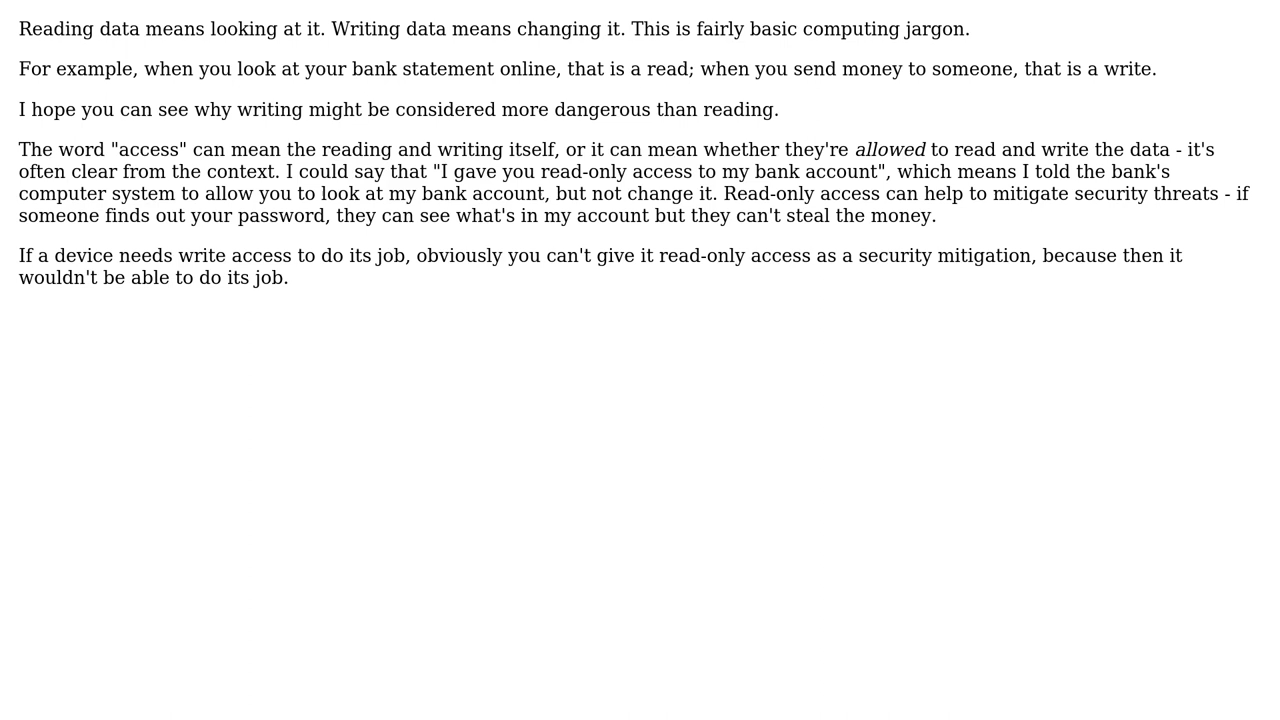 Reading data means looking at it. Writing data means changing it. This is fairly basic computing jargon.
For example, when you look at your bank statement online, that is a read; when you send money to someone, that is a write.
I hope you can see why writing might be considered more dangerous than reading.
The word "access" can mean the reading and writing itself, or it can mean whether they're allowed to read and write the data - it's
often clear from the context. I could say that "I gave you read-only access to my bank account", which means I told the bank's
computer system to allow you to look at my bank account, but not change it. Read-only access can help to mitigate security threats - if
someone finds out your password, they can see what's in my account but they can't steal the money.
If a device needs write access to do its job, obviously you can't give it read-only access as a security mitigation, because then it
wouldn't be able to do its job.